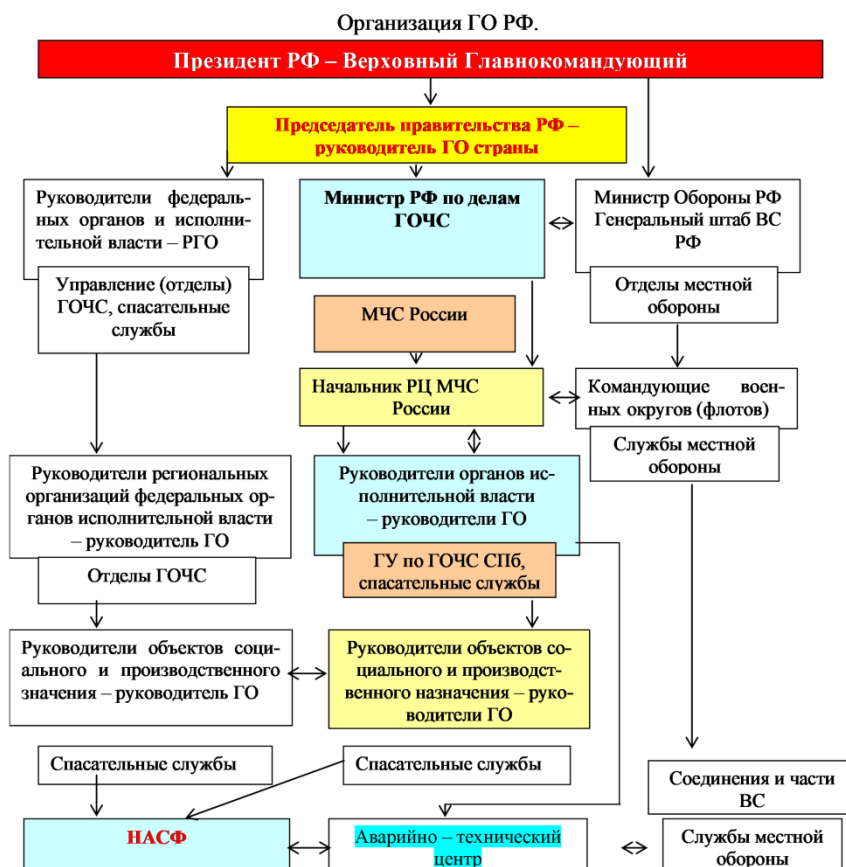 Организация ГО РФ.
Президент РФ – Верховный Главнокомандующий
Председатель правительства РФ –
руководитель ГО страны
Руководители федераль-
ных органов и исполни-
тельной власти – РГО
Министр РФ по делам
ГОЧС
Министр Обороны РФ
Генеральный штаб ВС
РФ
Управление (отделы)
ГОЧС, спасательные
службы
Отделы местной
обороны
МЧС России
Начальник РЦ МЧС
России
Командующие воен-
ных округов (флотов)
Службы местной
обороны
Руководители региональных
организаций федеральных ор-
ганов исполнительной власти
– руководитель ГО
Руководители органов ис-
полнительной власти
– руководители ГО
Отделы ГОЧС
ГУ по ГОЧС СПб,
спасательные службы
Руководители объектов соци-
ального и производственного
значения – руководитель ГО
Руководители объектов со-
циального и производст-
венного назначения – руко-
водители ГО
Спасательные службы
Спасательные службы
Соединения и части
ВС
НАСФ
Аварийно – технический
центр
Службы местной
обороны